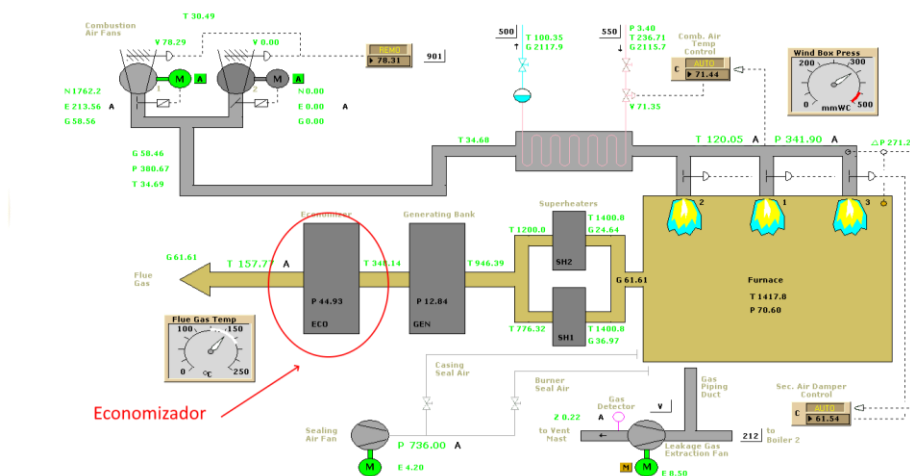 T 30.49
Combustion
Air Fans
V 78.29
V 0.00
REMO
78.31
901
M
A
M
A
1
2
N 1762.2
E 213.56
A
G 58.56
N 0.00
E 0.00
A
G 0.00
G 58.46
P 308.67
T 34.69
T 34.68
500
T 100.35
G 2117.9
550
P 3.40
T 236.71
G 2115.7
V 71.35
Comb. Air
Temp
Control
C
AUTO
71.44
Wind Box Press
200
300
0
500
mmWC
T 120.05
A
P 341.90
A
△P 271.2
2
1
3
Furnace
T 1417.8
P 70.60
Economiser
Generating Bank
Superheaters
T 1200.0
T 1400.0
G 24.64
SH2
G 61.61
SH1
T 776.32
T 1400.8
G 36.97
T 946.39
P 12.84
GEN
T 340.14
P 44.93
ECO
T 157.77
A
G 61.61
Flue
Gas
Flue Gas Temp
100
150
0
250
°C
Economizador
Casing
Seal Air
Burner
Seal Air
Sealing
Air Fan
P 736.00
A
M
E 4.20
Z 0.22
Gas
Detector
A
V
to Vent
Mast
Gas
Piping
Duct
Leakage Gas
Extraction Fan
M
M
E 0.50
212
to
Boiler 2
Sec. Air Damper
Control
C
AUTO
61.54